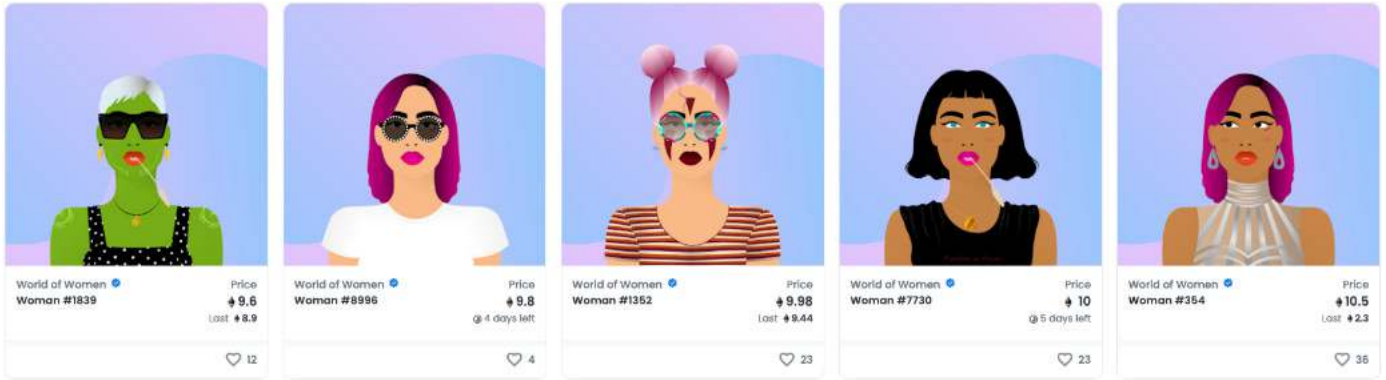 World of Women Price
Woman #1839 9.6
Last 8.9
12
World of Women Price
Woman #8996 9.8
4 days left
4
World of Women Price
Woman #1352 9.98
Last 9.44
23
World of Women Price
Woman #7730 10
5 days left
23
World of Women Price
Woman #354 10.5
Last 2.3
36